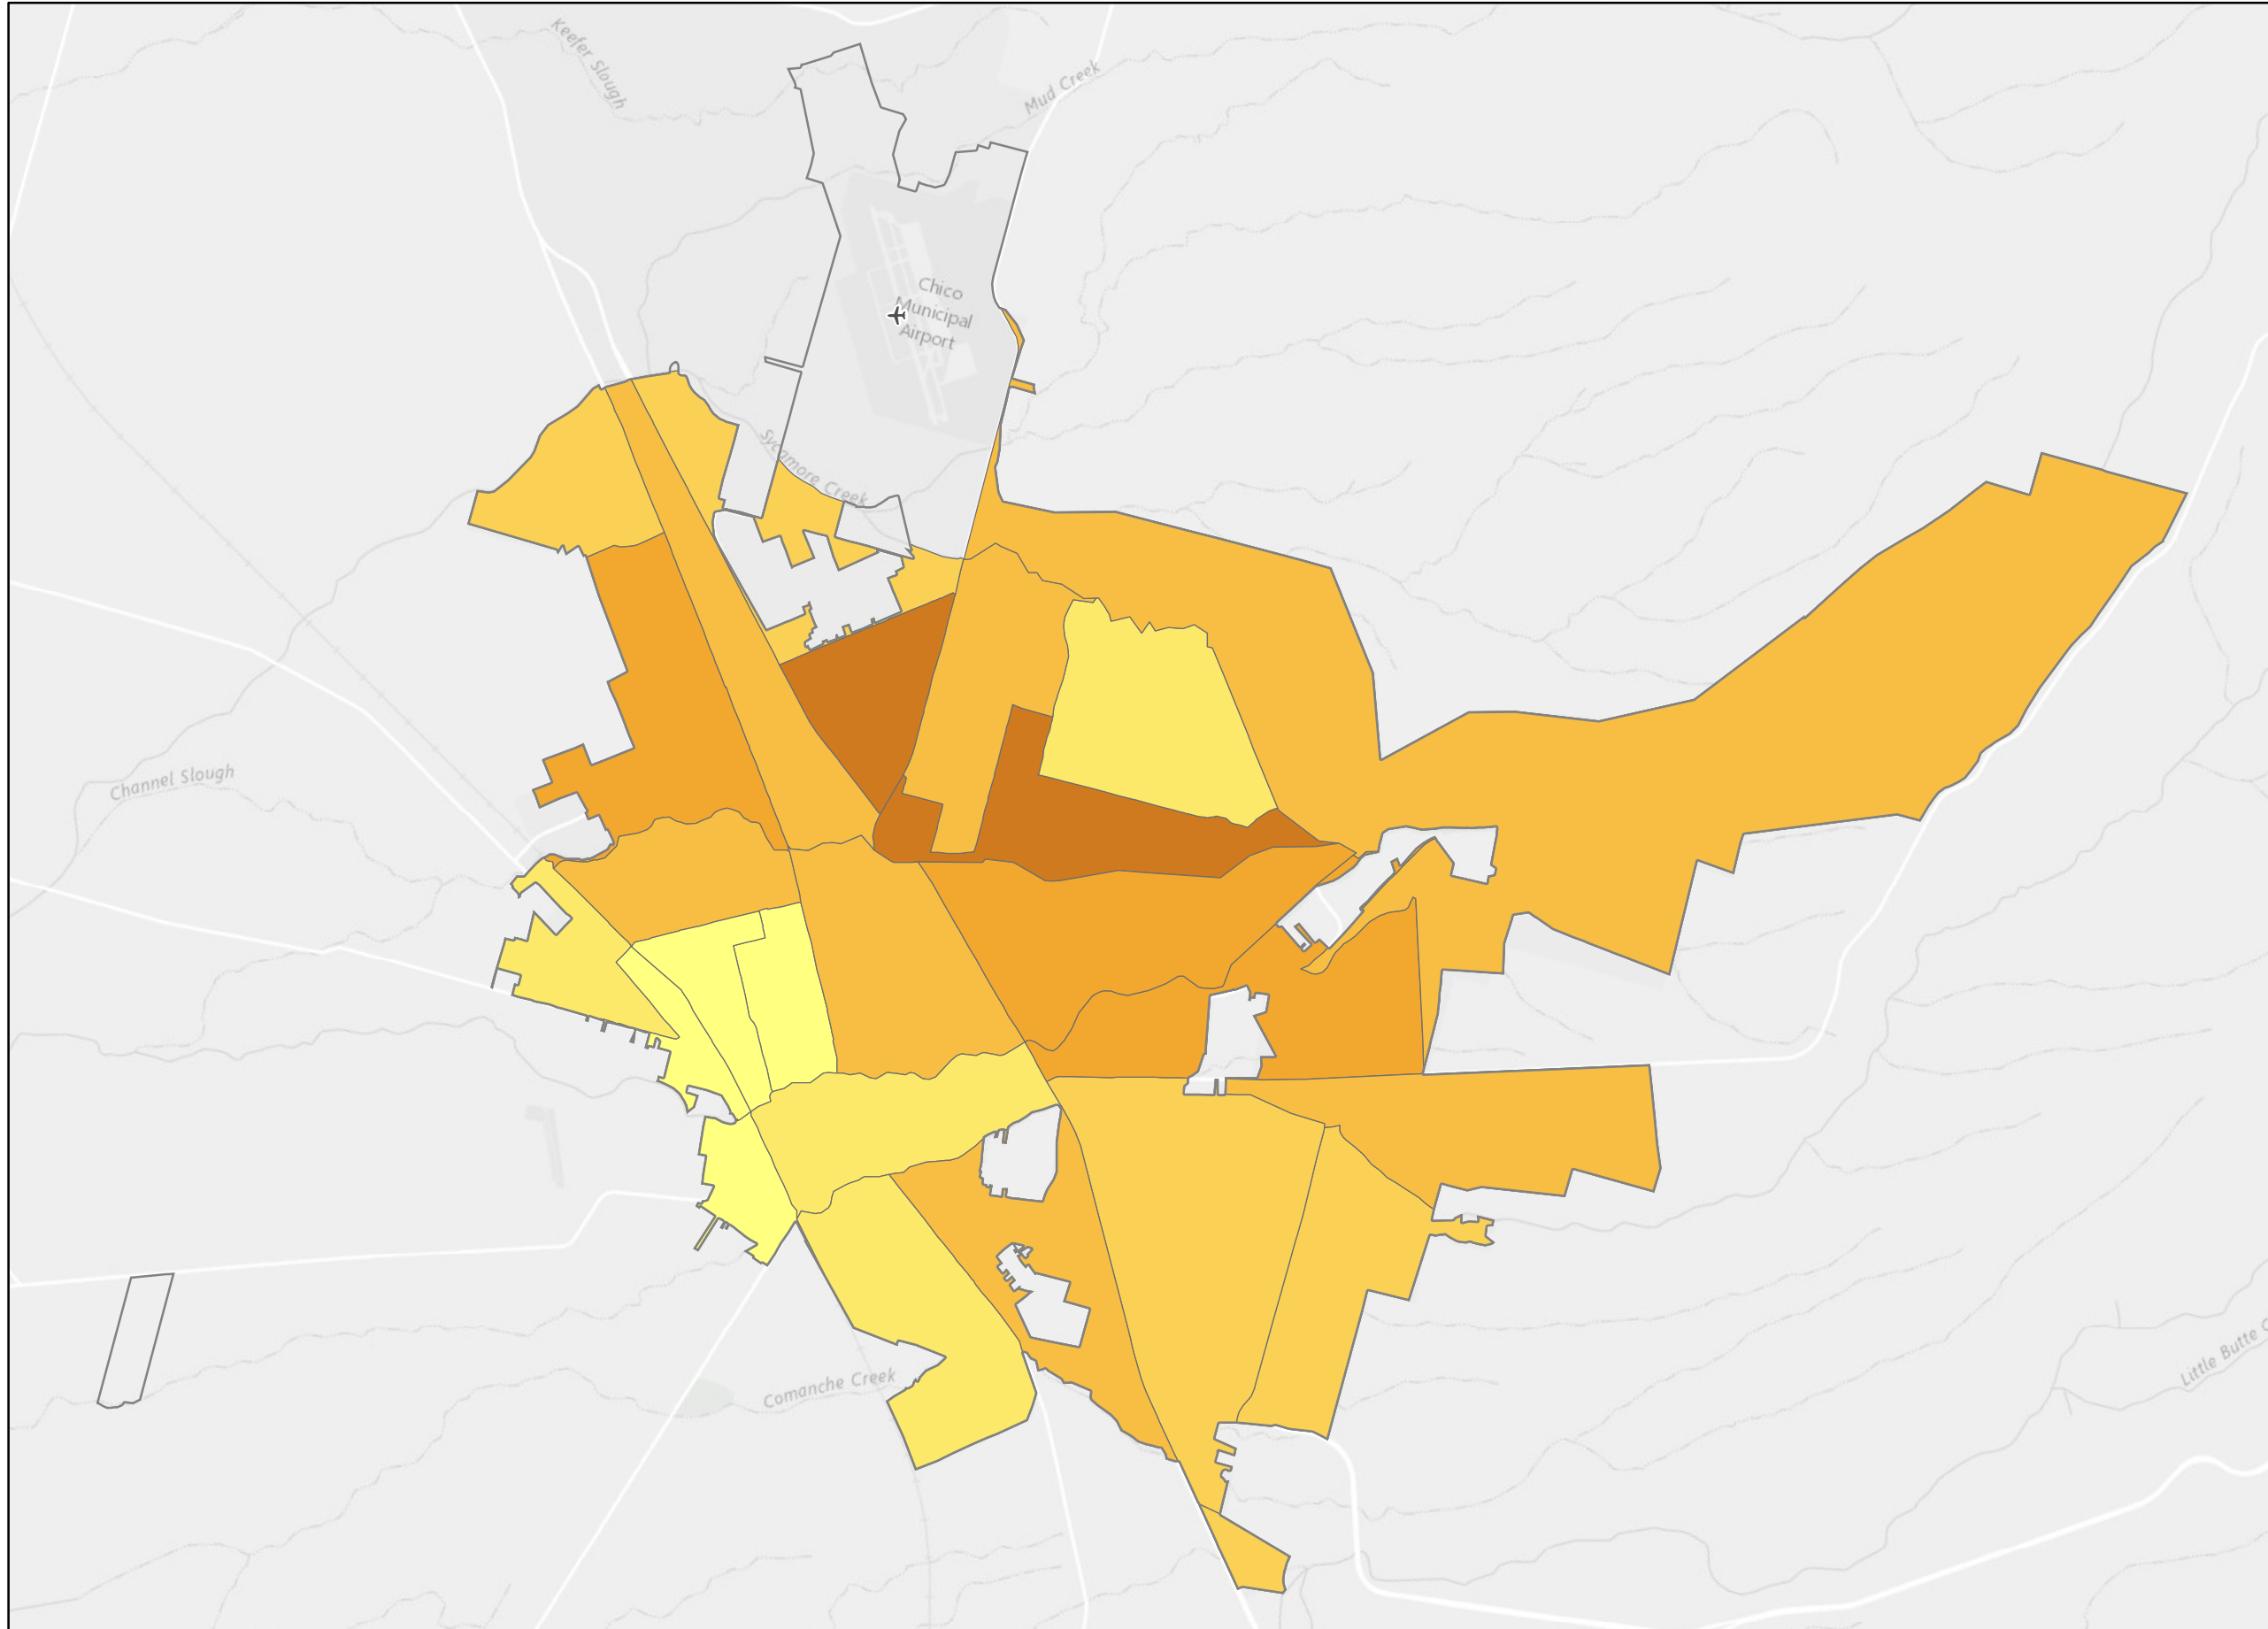 Keefer Slough
Mud Creek
Chico
Municipal
Airport
Sycamore Creek
Channel Slough
Comanche Creek
Little Butte C